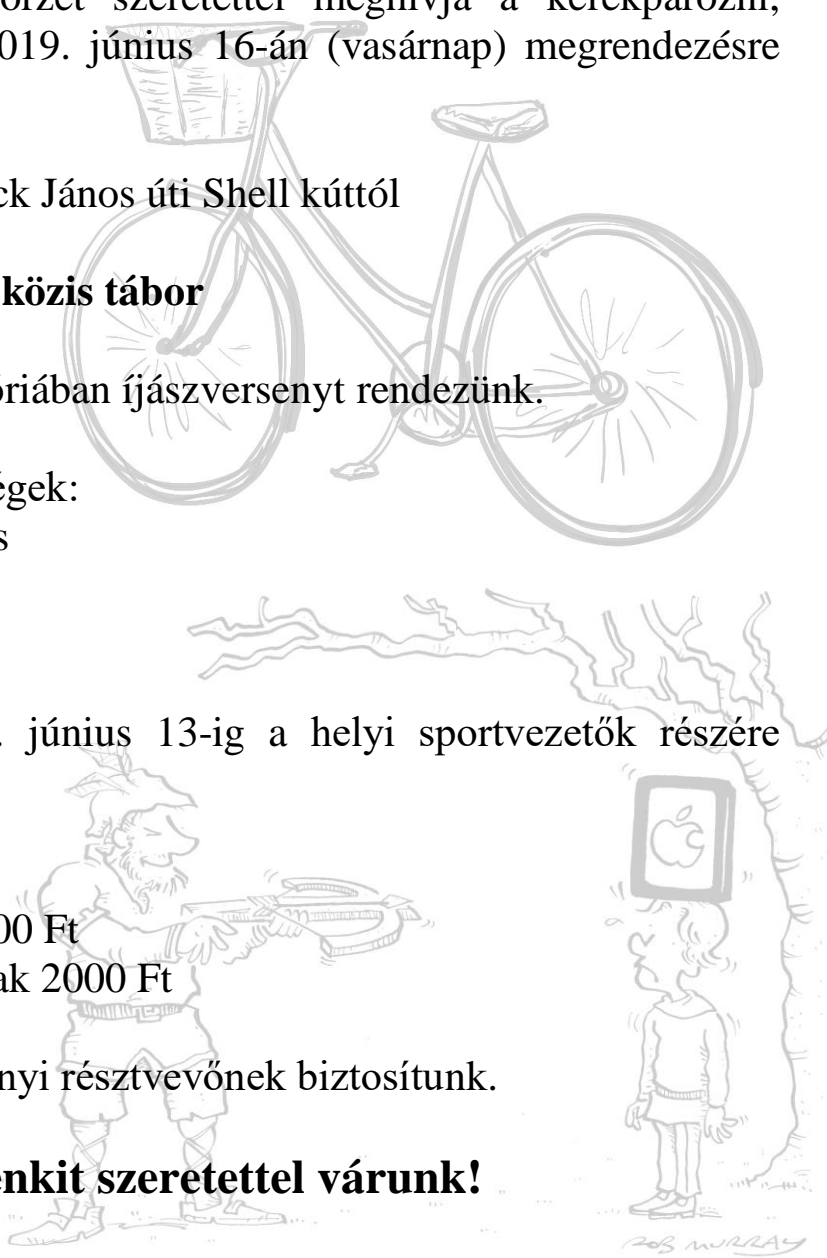 szeretettel meghívja a kerékpározni,
019. június 16-án (vasárnap) megrendezésre
ck János úti Shell kúttól
közis tábor
óriában íjászversenyt rendezünk.
égek:
s
. június 13-ig a helyi sportvezetők részére
00 Ft
ak 2000 Ft
nyi résztvevőnek biztosítunk.
enkit szeretettel várunk!
ROB MURRAY